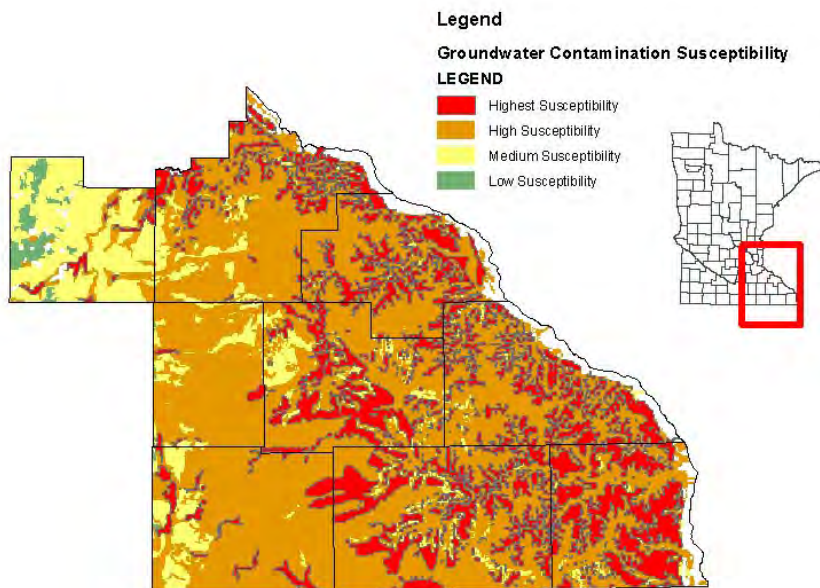 Legend
Groundwater Contamination Susceptibility
LEGEND
Highest Susceptibility
High Susceptibility
Medium Susceptibility
Low Susceptibility